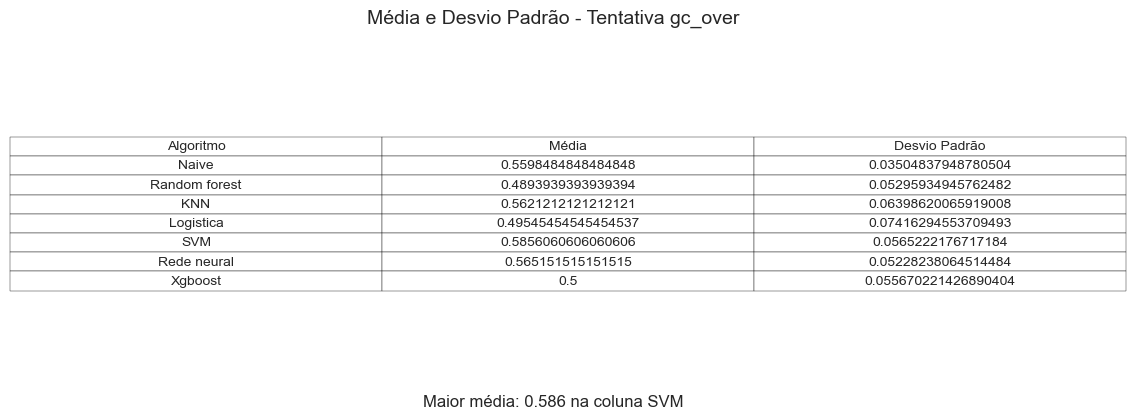 Média e Desvio Padrão - Tentativa gc_over
Algoritmo Média Desvio Padrão
Naive 0.5598484848484848 0.03504837948780504
Random forest 0.4893939393939394 0.05295934945762482
KNN 0.5621212121212121 0.06398620065919008
Logistica 0.49545454545454537 0.07416294553709493
SVM 0.5856060606060606 0.0565222176717184
Rede neural 0.565151515151515 0.05228238064514484
Xgboost 0.5 0.055670221426890404
Maior média: 0.586 na coluna SVM